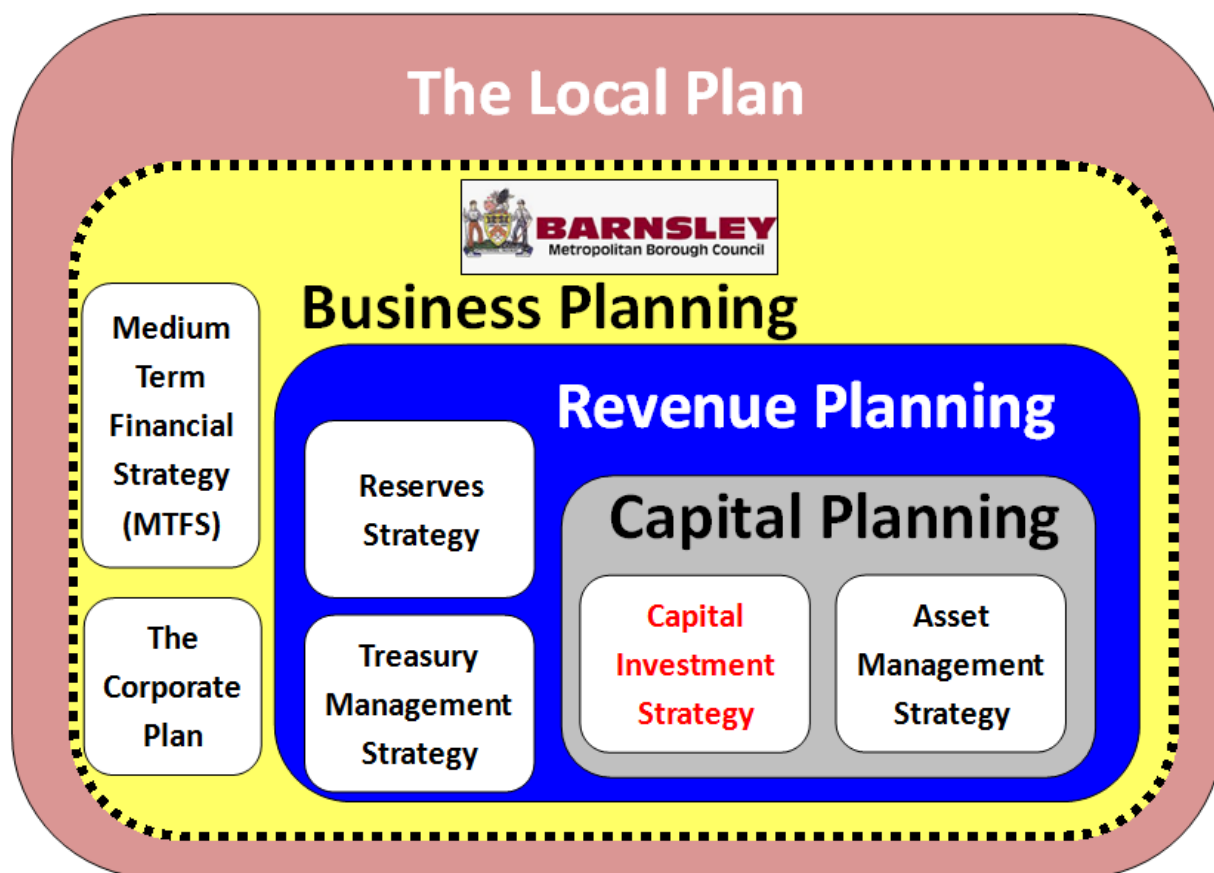 The Local Plan
BARNSLEY
Metropolitan Borough Council
Business Planning
Medium
Term
Financial
Strategy
(MTFS)
The
Corporate
Plan
Revenue Planning
Reserves
Strategy
Treasury
Management
Strategy
Capital Planning
Capital
Investment
Strategy
Asset
Management
Strategy